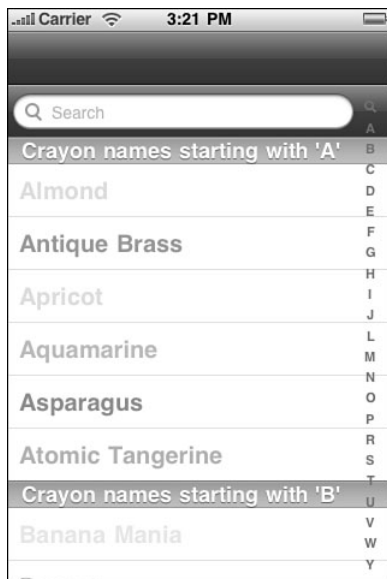 Carrier 3:21 PM
Search
Crayon names starting with 'A'
Almond
Antique Brass
Apricot
Aquamarine
Asparagus
Atomic Tangerine
Crayon names starting with 'B'
Banana Mania
A
B
C
D
E
F
G
H
I
J
L
M
N
O
P
R
S
T
U
V
W
Y